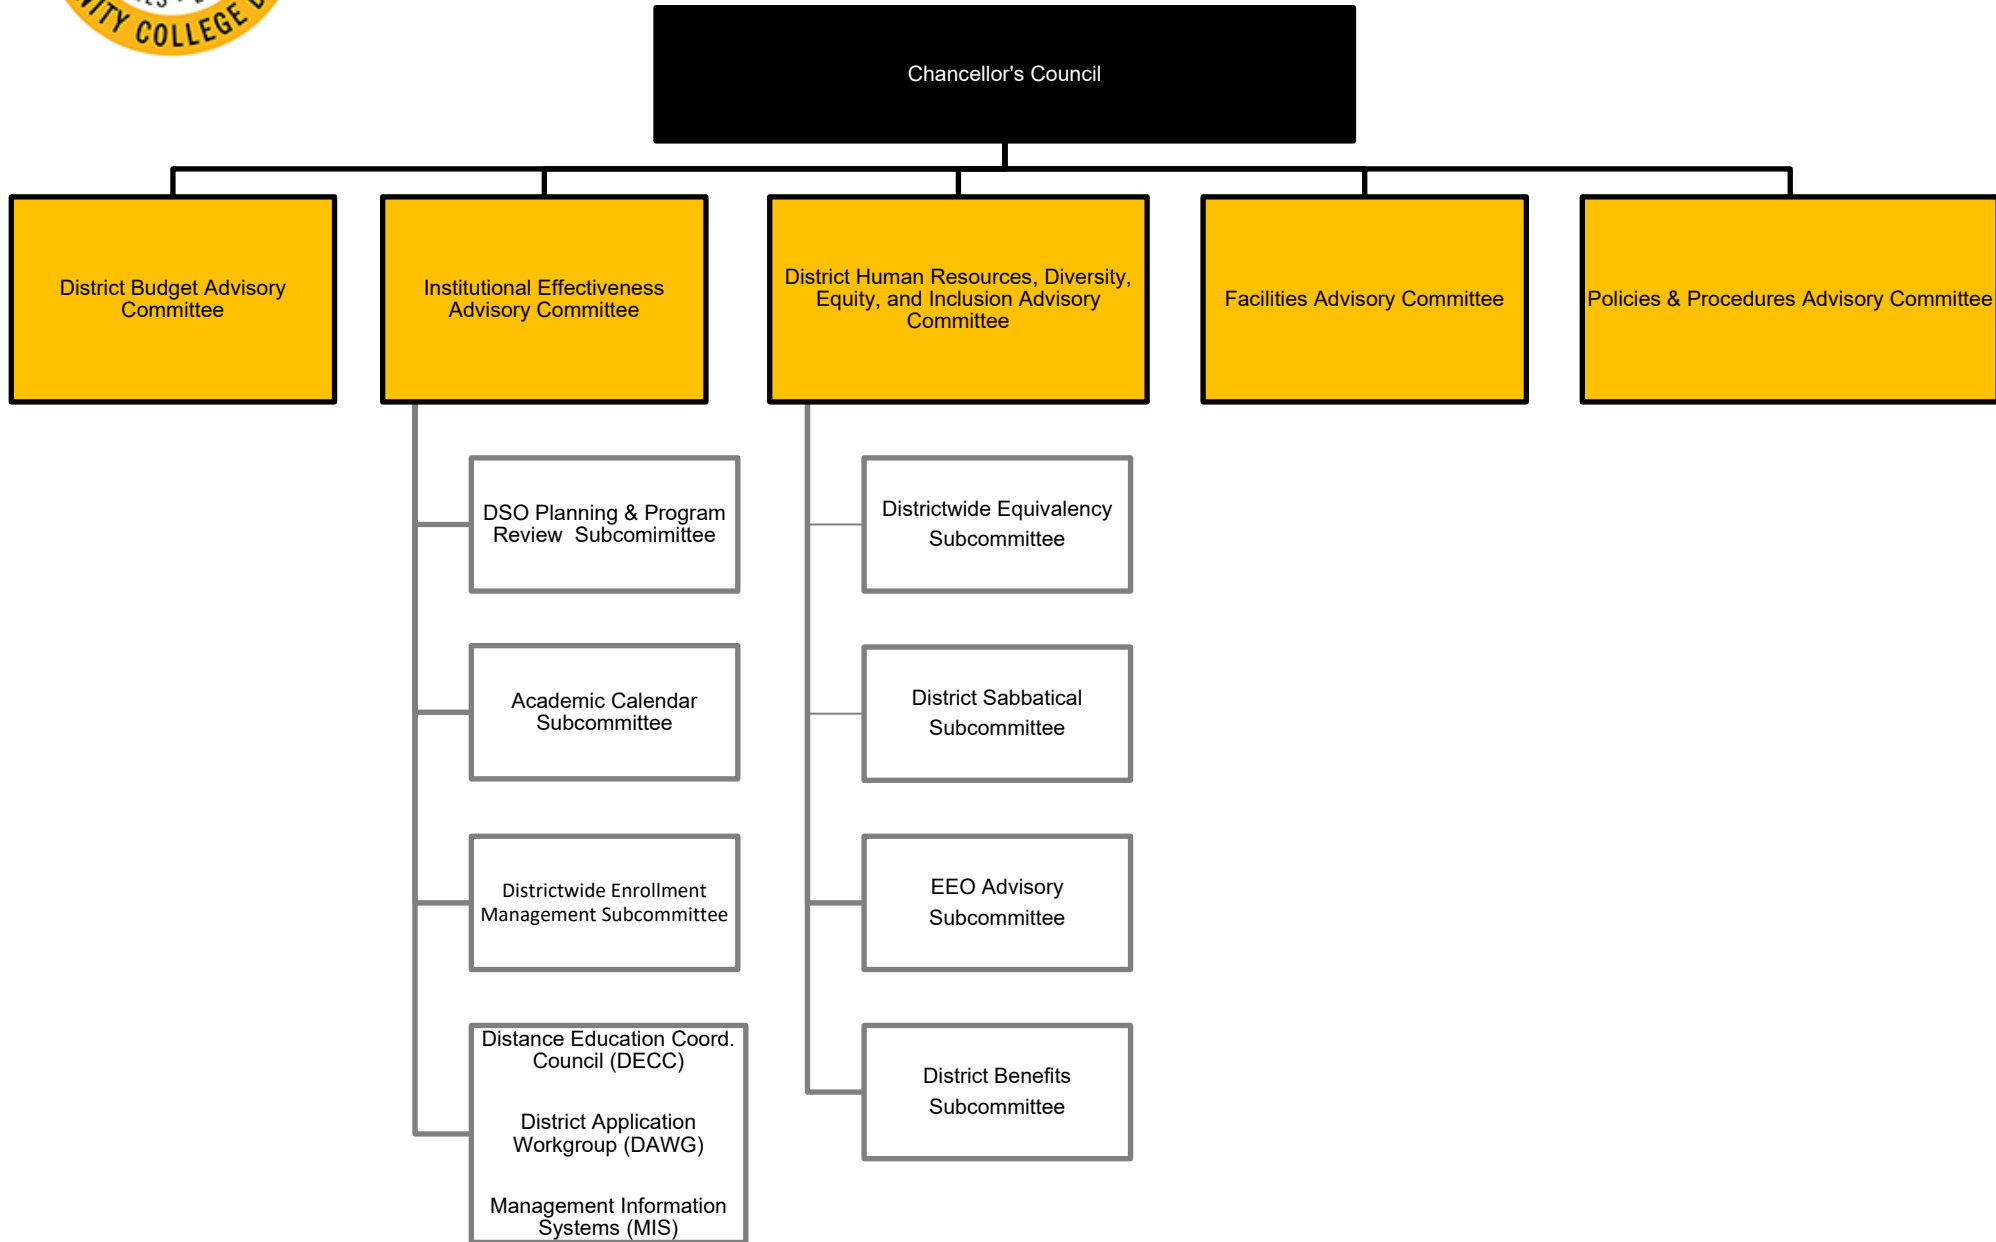 COLLEGE
Chancellor's Council
District Budget Advisory
Committee
Institutional Effectiveness
Advisory Committee
District Human Resources, Diversity,
Equity, and Inclusion Advisory
Committee
Facilities Advisory Committee
Policies & Procedures Advisory Committee
DSO Planning & Program
Review  Subcomimittee
Academic Calendar
Subcommittee
Districtwide Enrollment
Management Subcommittee
Distance Education Coord.
Council (DECC)
District Application
Workgroup (DAWG)
Management Information
Systems (MIS)
Districtwide Equivalency
Subcommittee
District Sabbatical
Subcommittee
EEO Advisory
Subcommittee
District Benefits
Subcommittee